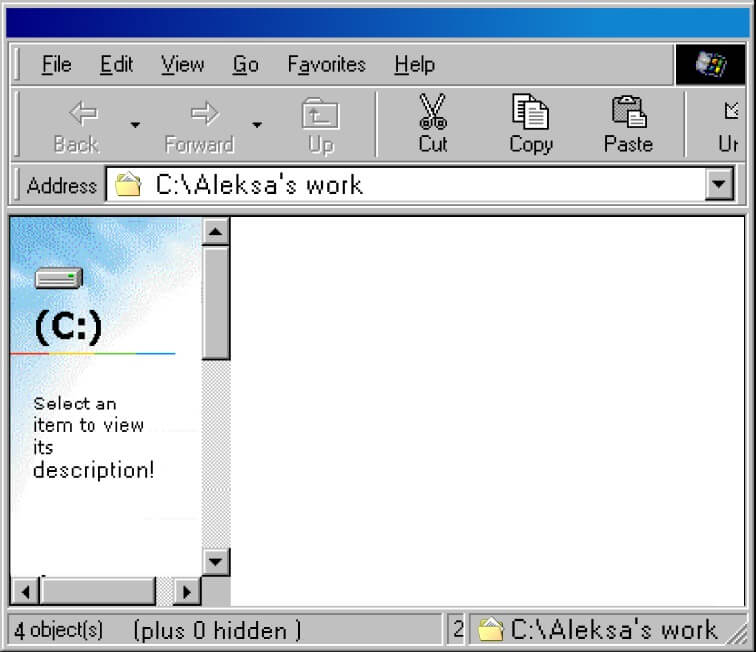 File Edit View Go Favorites Help
Back Forward Up Cut Copy Paste Un
Address C:\Aleksa's work
(C:)
Select an
item to view
its
description!
4 object(s) (plus 0 hidden ) 2 C:\Aleksa's work